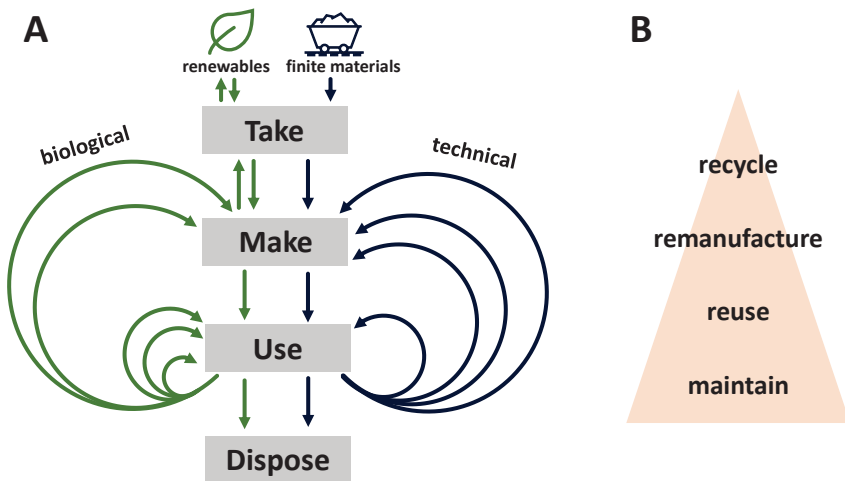 A
B
renewables
finite materials
Take
biological
technical
Make
Use
Dispose
recycle
remanufacture
reuse
maintain